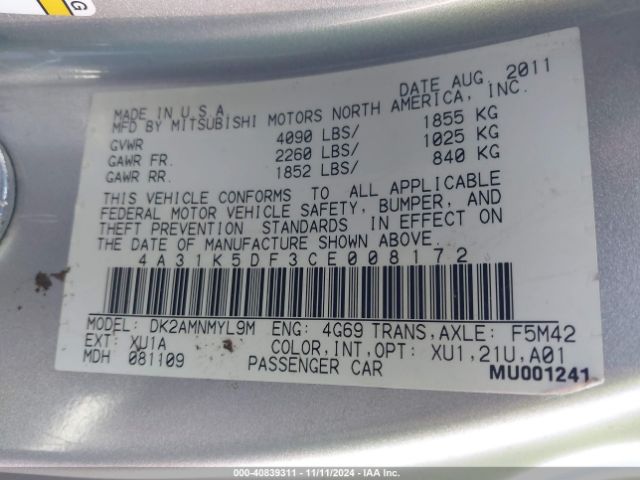 G
DATE AUG, 2011
MADE IN U.S.A.
MFD BY MITSUBISHI MOTORS NORTH AMERICA, INC.
GVWR 4090 LBS/ 1855 KG
GAWR FR. 2260 LBS/ 1025 KG
GAWR RR. 1852 LBS/ 840 KG
THIS VEHICLE CONFORMS TO ALL APPLICABLE
FEDERAL MOTOR VEHICLE SAFETY, BUMPER, AND
THEFT PREVENTION STANDARDS IN EFFECT ON
THE DATE OF MANUFACTURE SHOWN ABOVE.
4A31K5DF3CE008172
MODEL: DK2AMNMYL9M ENG: 4G69 TRANS,AXLE: F5M42
EXT: XU1A COLOR,INT,OPT: XU1,21U,A01
MDH 081109 PASSENGER CAR
MU001241
000-40839311 - 11/11/2024 - IAA Inc.